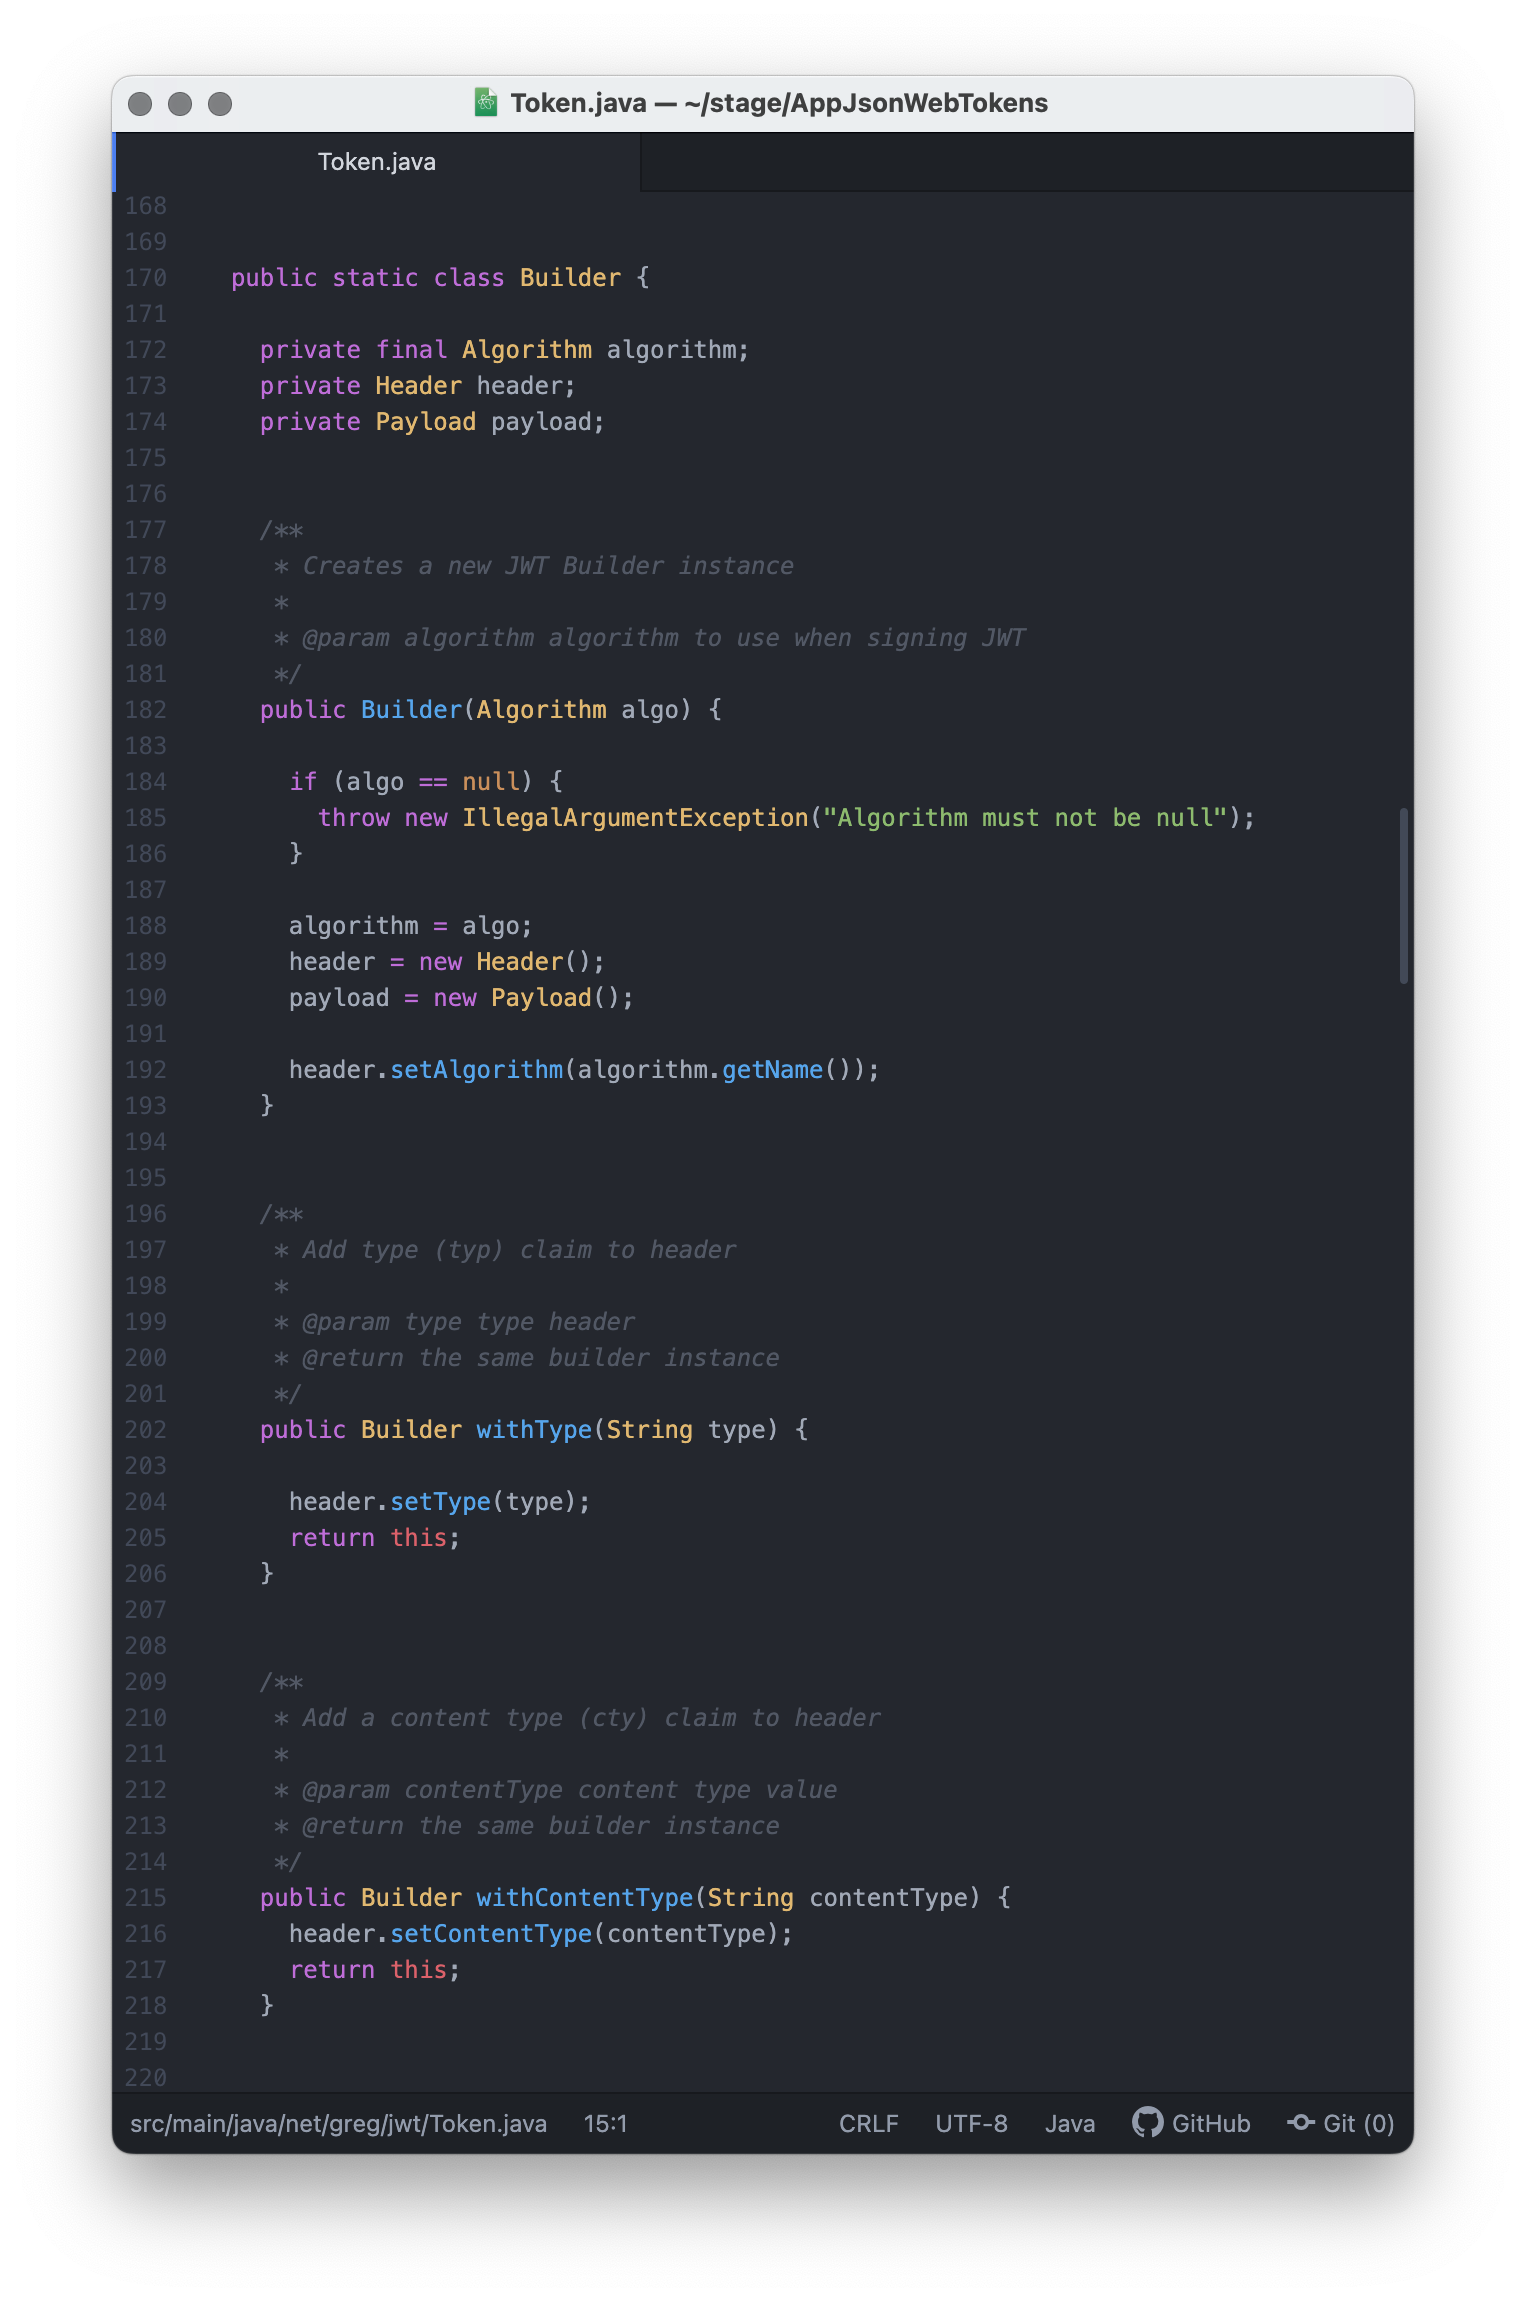 Token.java — ~/stage/AppJsonWebTokens
Token.java
168
169
170 public static class Builder {
171
172 private final Algorithm algorithm;
173 private Header header;
174 private Payload payload;
175
176
177 /**
178 * Creates a new JWT Builder instance
179 *
180 * @param algorithm algorithm to use when signing JWT
181 */
182 public Builder(Algorithm algo) {
183
184 if (algo == null) {
185 throw new IllegalArgumentException("Algorithm must not be null");
186 }
187
188 algorithm = algo;
189 header = new Header();
190 payload = new Payload();
191
192 header.setAlgorithm(algorithm.getName());
193 }
194
195
196 /**
197 * Add type (typ) claim to header
198 *
199 * @param type type header
200 * @return the same builder instance
201 */
202 public Builder withType(String type) {
203
204 header.setType(type);
205 return this;
206 }
207
208
209 /**
210 * Add a content type (cty) claim to header
211 *
212 * @param contentType content type value
213 * @return the same builder instance
214 */
215 public Builder withContentType(String contentType) {
216 header.setContentType(contentType);
217 return this;
218 }
219
220
src/main/java/net/greg/jwt/Token.java 15:1 CRLF UTF-8 Java GitHub Git (0)